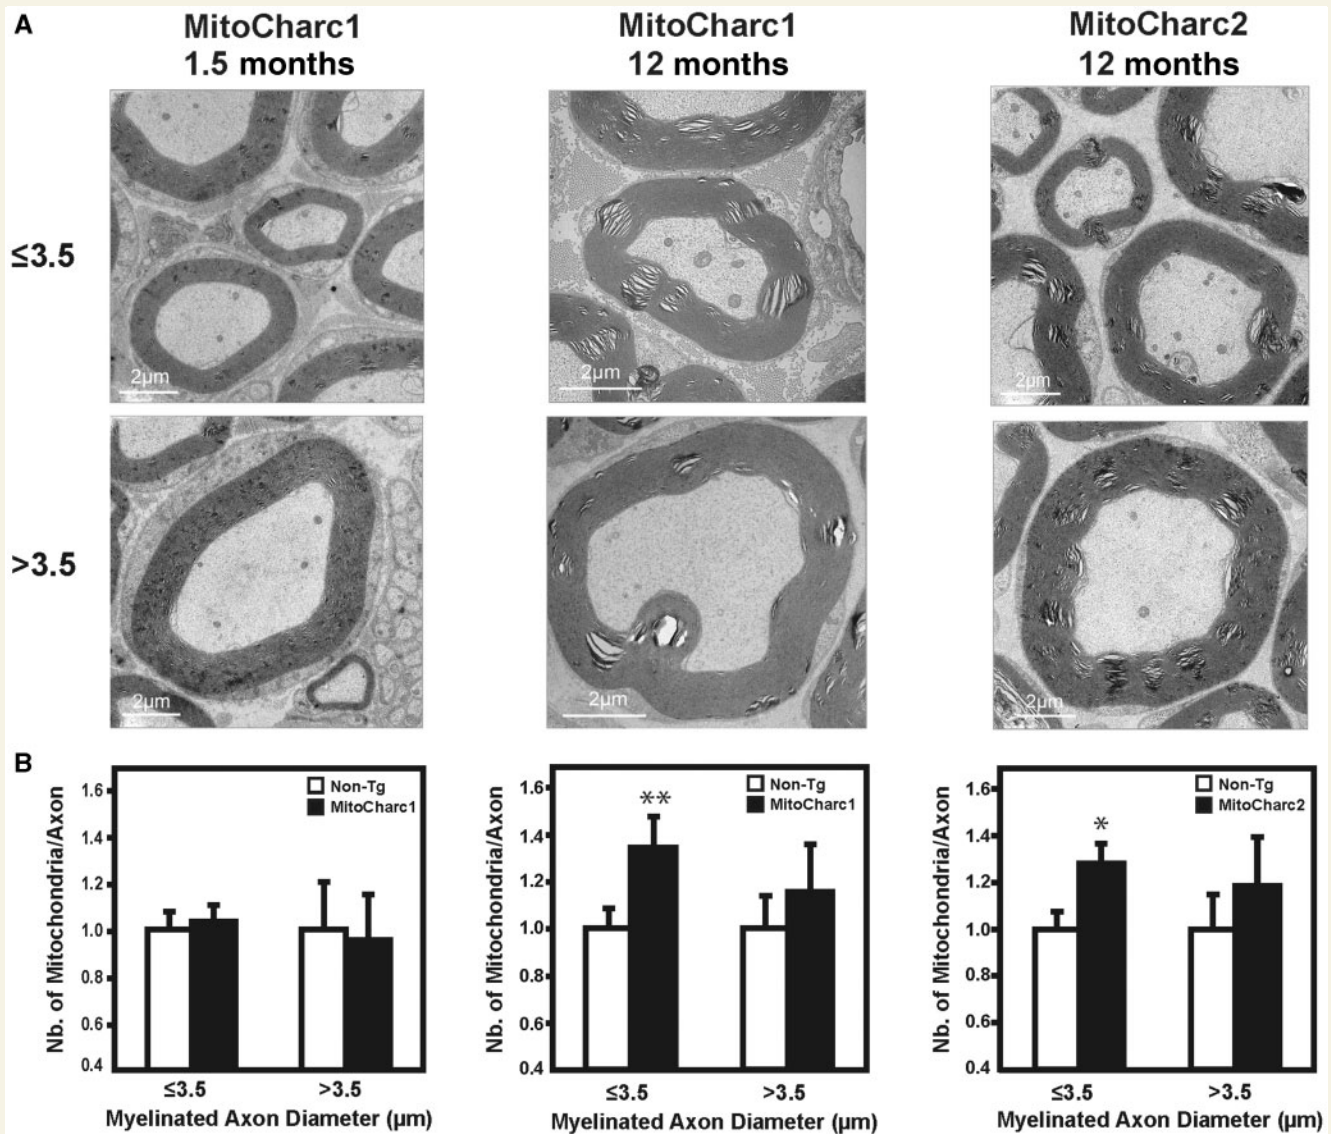 A
MitoCharc1
1.5 months
MitoCharc1
12 months
MitoCharc2
12 months
≤3.5
2μm
2μm
2μm
>3.5
2μm
2μm
2μm
B
Nb. of Mitochondria/Axon
1.6
1.4
1.2
1.0
0.8
0.6
0.4
Non-Tg
MitoCharc1
≤3.5
>3.5
Myelinated Axon Diameter (μm)
Nb. of Mitochondria/Axon
1.6
1.4
1.2
1.0
0.8
0.6
0.4
Non-Tg
MitoCharc1
**
≤3.5
>3.5
Myelinated Axon Diameter (μm)
Nb. of Mitochondria/Axon
1.6
1.4
1.2
1.0
0.8
0.6
0.4
Non-Tg
MitoCharc2
*
≤3.5
>3.5
Myelinated Axon Diameter (μm)